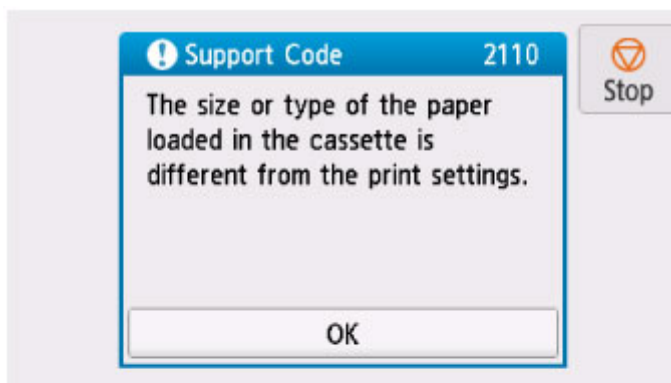 Support Code 2110
Stop
The size or type of the paper
loaded in the cassette is
different from the print settings.
OK